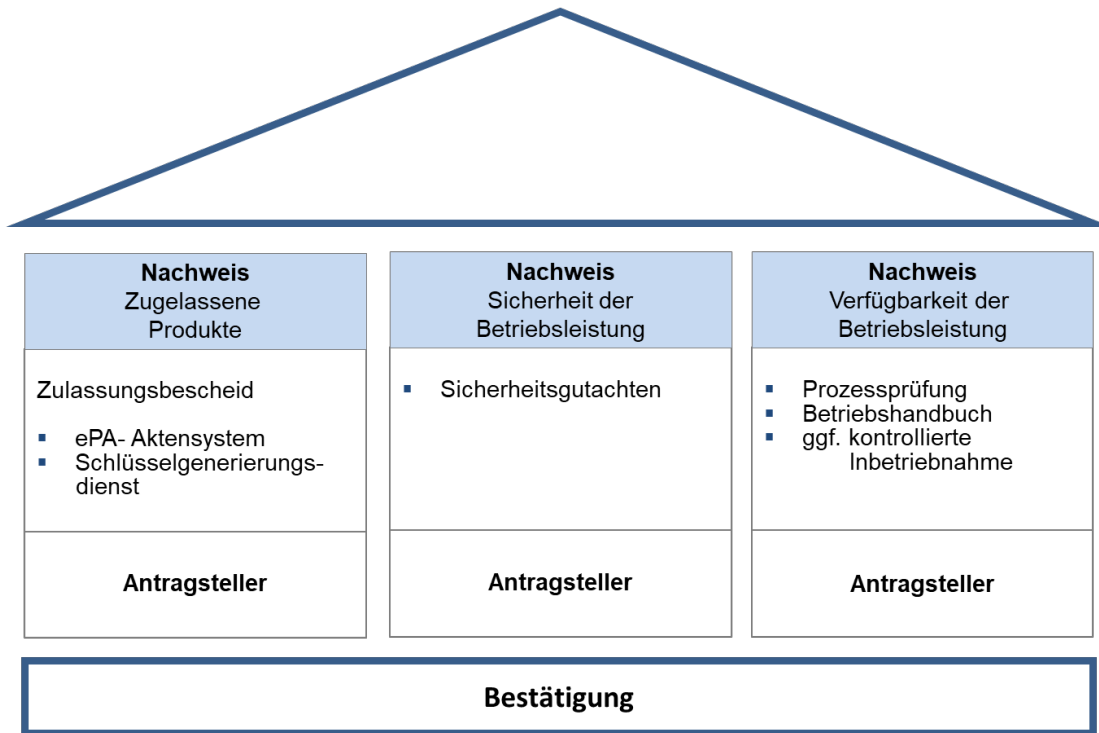 Nachweis
Zugelassene
Produkte
Zulassungsbescheid
▪ ePA- Aktensystem
▪ Schlüsselgenerierungs-
dienst
Antragsteller
Nachweis
Sicherheit der
Betriebsleistung
▪ Sicherheitsgutachten
Antragsteller
Nachweis
Verfügbarkeit der
Betriebsleistung
▪ Prozessprüfung
▪ Betriebshandbuch
▪ ggf. kontrollierte
Inbetriebnahme
Antragsteller
Bestätigung